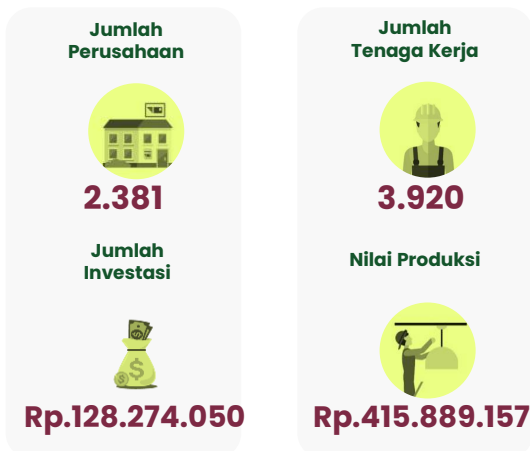 Jumlah
Perusahaan
2.381
Jumlah
Tenaga Kerja
3.920
Jumlah
Investasi
Rp.128.274.050
Nilai Produksi
Rp.415.889.157